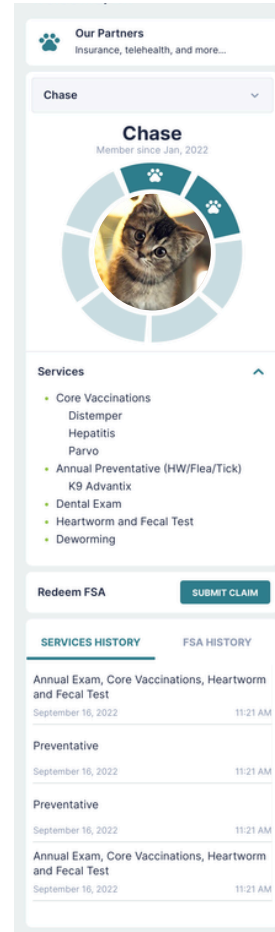 Our Partners
Insurance, telehealth, and more...
Chase
Chase
Member since Jan, 2022
Services
Core Vaccinations
Distemper
Hepatitis
Parvo
Annual Preventative (HW/Flea/Tick)
K9 Advantix
Dental Exam
Heartworm and Fecal Test
Deworming
Redeem FSA
SUBMIT CLAIM
SERVICES HISTORY
FSA HISTORY
Annual Exam, Core Vaccinations, Heartworm
and Fecal Test
September 16, 2022 11:21 AM
Preventative
September 16, 2022 11:21 AM
Preventative
September 16, 2022 11:21 AM
Annual Exam, Core Vaccinations, Heartworm
and Fecal Test
September 16, 2022 11:21 AM